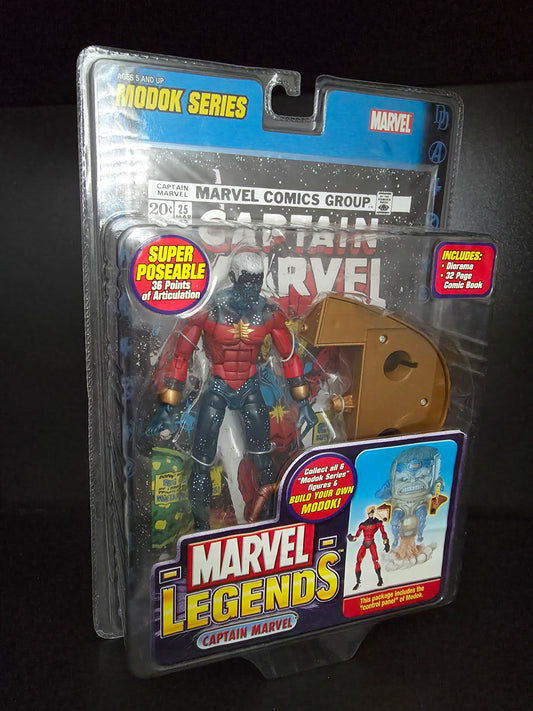 AGES 5 AND UP
MODOK SERIES
MARVEL
CAPTAIN
MARVEL
MARVEL COMICS GROUP
20¢ 25
MAR
CAPTAIN
MARVEL
SUPER
POSEABLE
36 Points
of Articulation
INCLUDES:
• Diorama
• 32 Page
Comic Book
Collect all 6
"Modok Series"
figures &
BUILD YOUR OWN
MODOK!
MARVEL
LEGENDS™
CAPTAIN MARVEL
This package includes the
"control panel" of Modok.